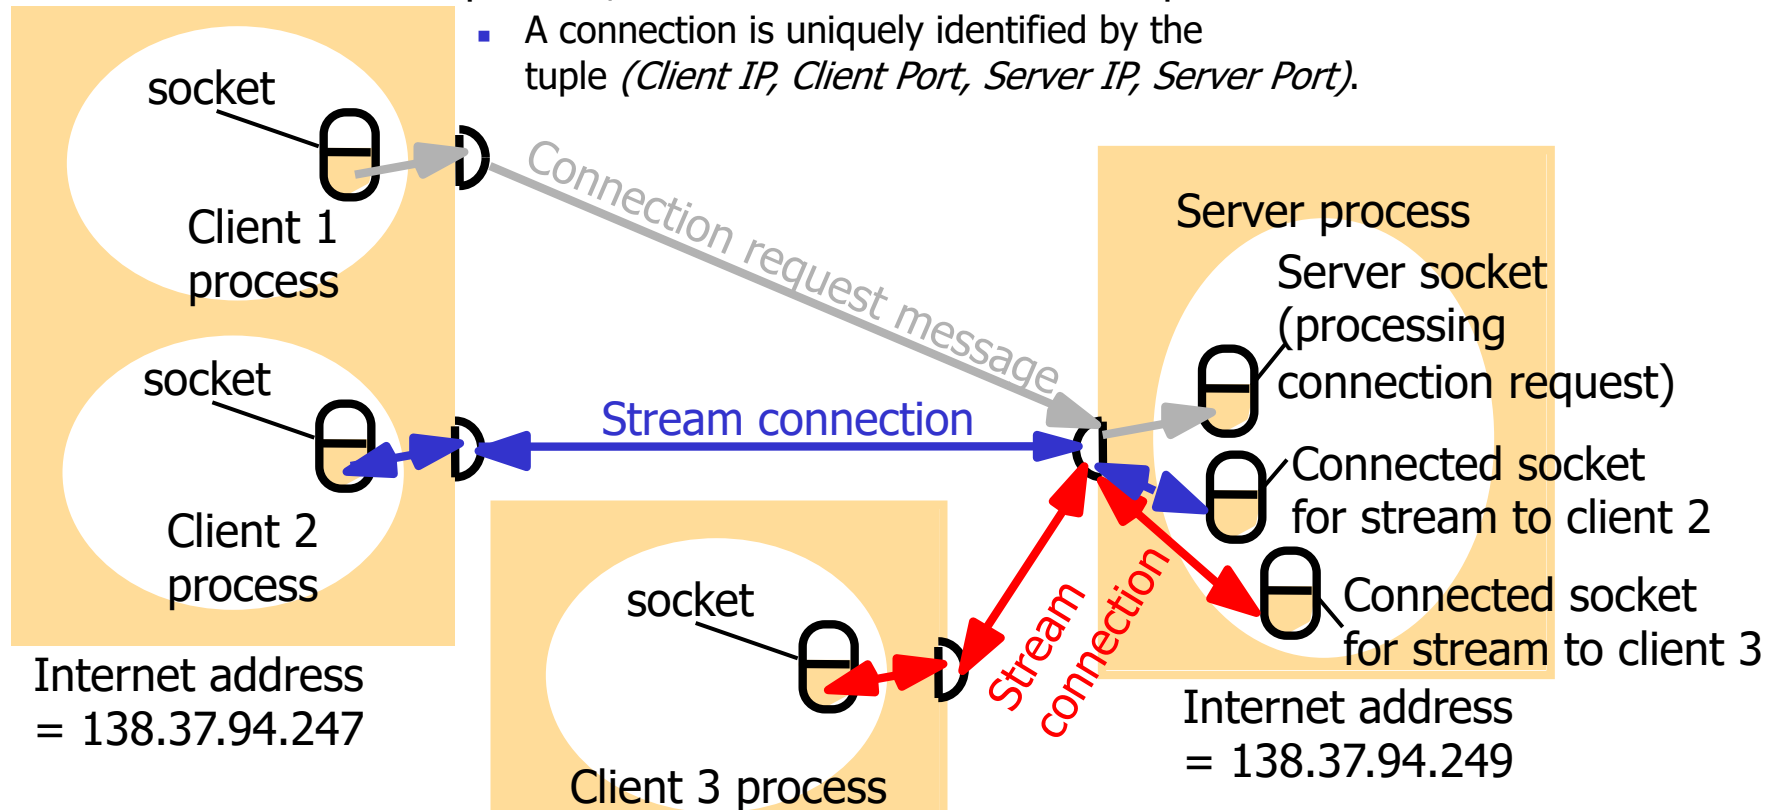 A connection is uniquely identified by the
tuple (Client IP, Client Port, Server IP, Server Port).
socket
Client 1
process
Connection request message
Server process
Server socket
(processing
connection request)
socket
Stream connection
Client 2
process
Connected socket
for stream to client 2
socket
Stream
connection
Connected socket
for stream to client 3
Internet address
= 138.37.94.247
Internet address
= 138.37.94.249
Client 3 process